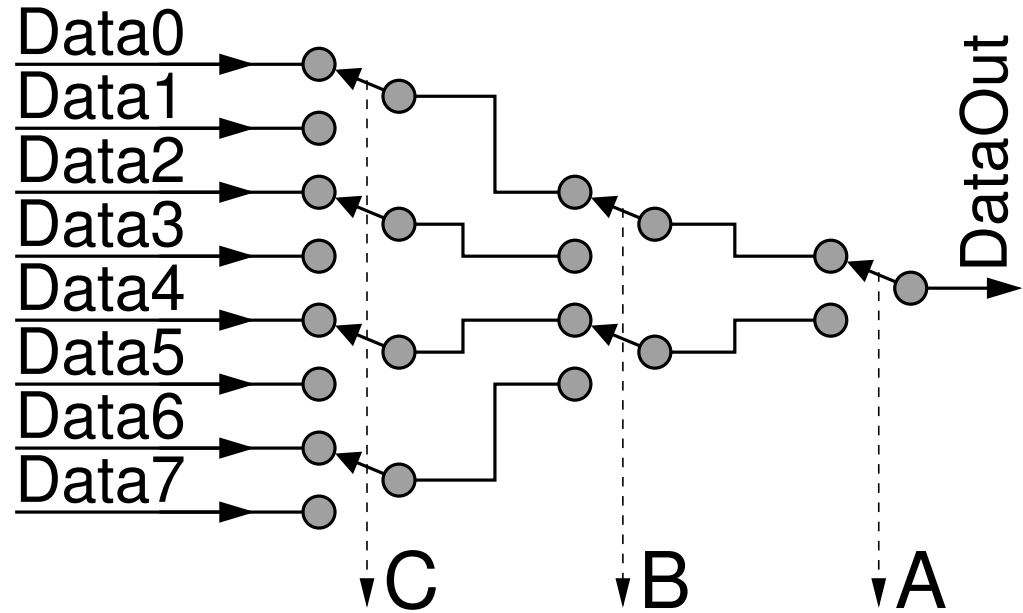 Data0
Data1
Data2
Data3
Data4
Data5
Data6
Data7
DataOut
C
B
A